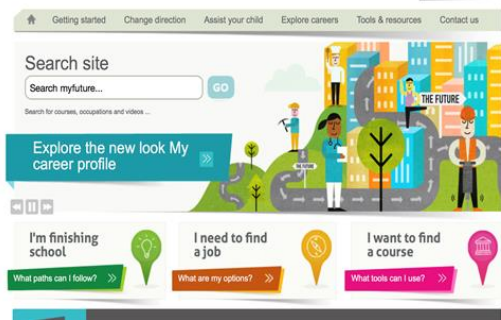 Getting started Change direction Assist your child Explore careers Tools & resources Contact us
Search site
Search myfuture...
GO
Search for courses, occupations and videos ...
THE FUTURE
Explore the new look My
career profile
THE FUTURE
I'm finishing
school
What paths can I follow?
I need to find
a job
What are my options?
I want to find
a course
What tools can I use?